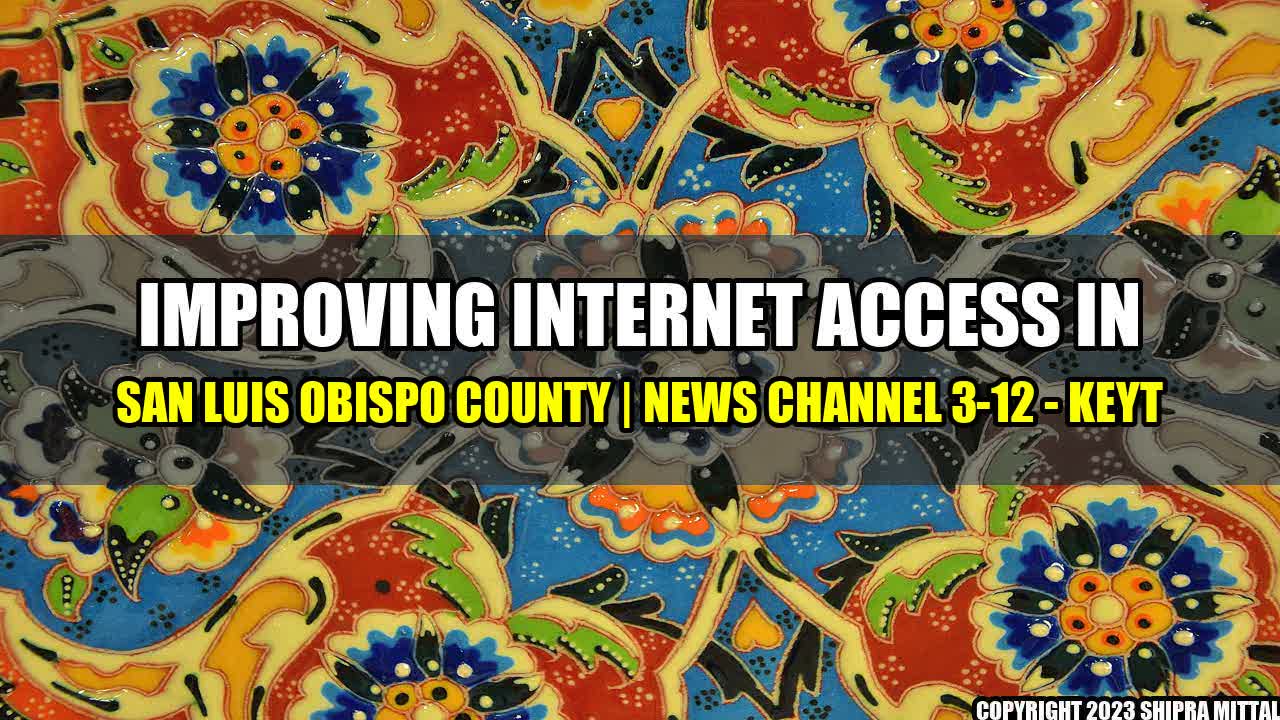 IMPROVING INTERNET ACCESS IN
SAN LUIS OBISPO COUNTY | NEWS CHANNEL 3-12 - KEYT
COPYRIGHT 2023 SHIPRA MITTAL